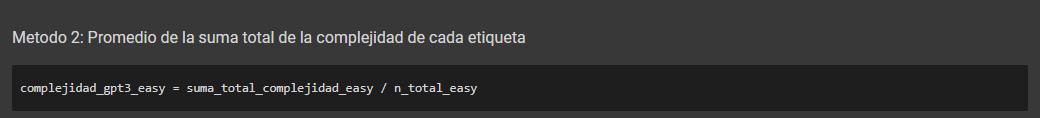 Metodo 2: Promedio de la suma total de la complejidad de cada etiqueta
complejidad_gpt3_easy = suma_total_complejidad_easy / n_total_easy